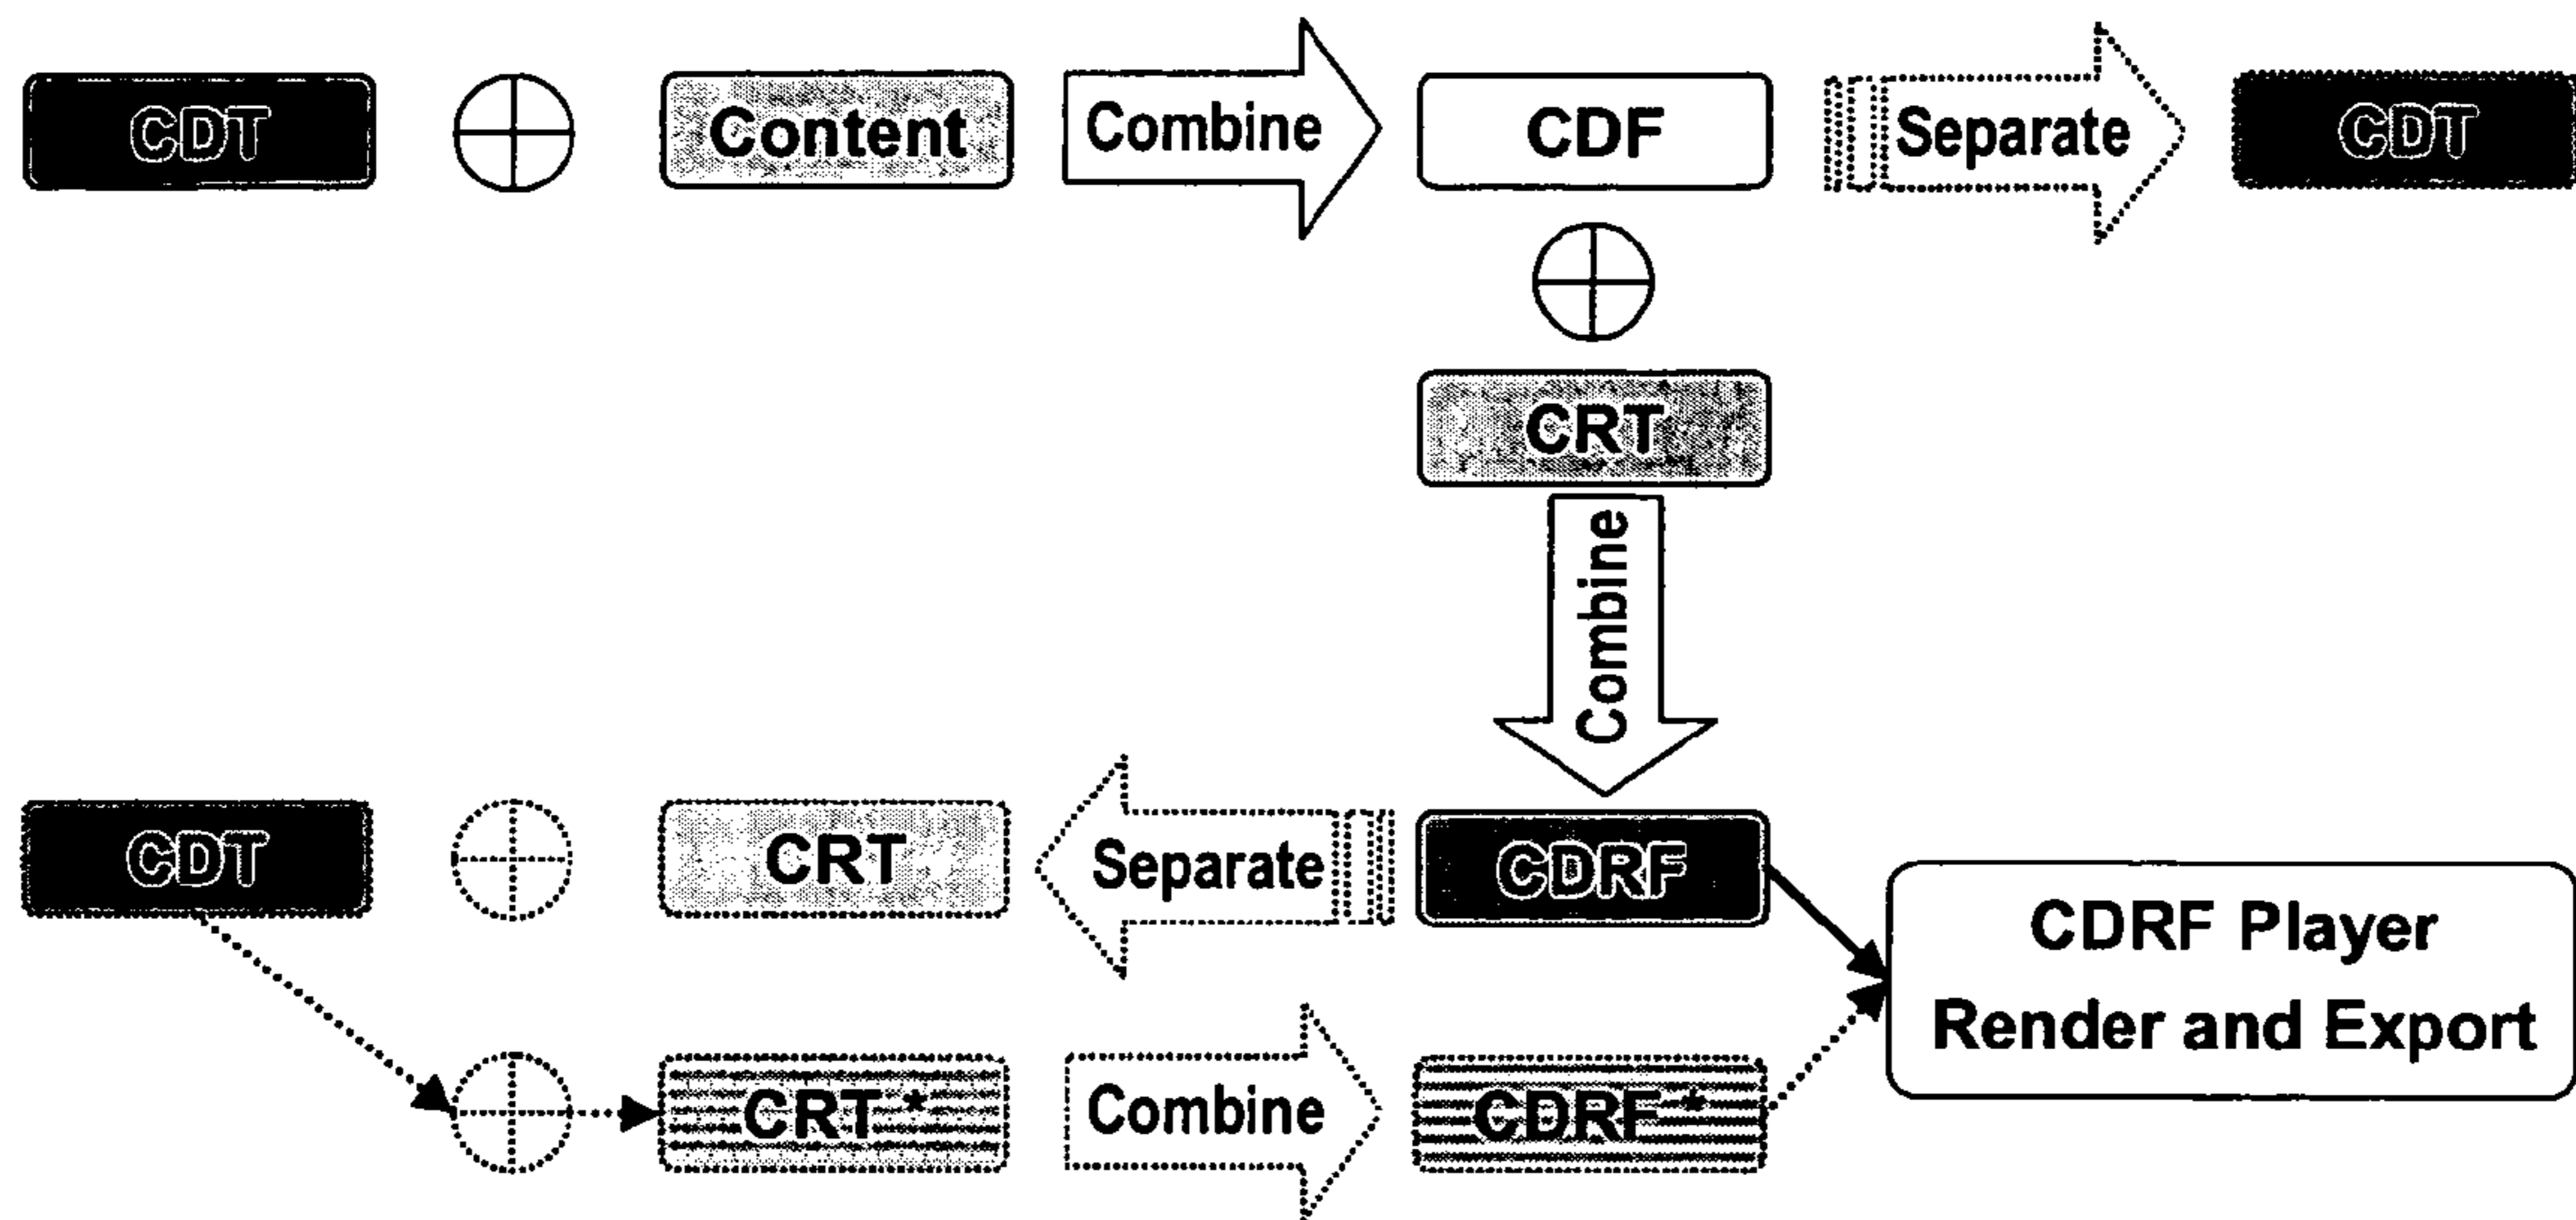 CDT
Content
Combine
CDF
Separate
CDT
CRT
Combine
CDT
CRT
Separate
CDRF
CDRF Player
Render and Export
CRT *
Combine
CDRF *